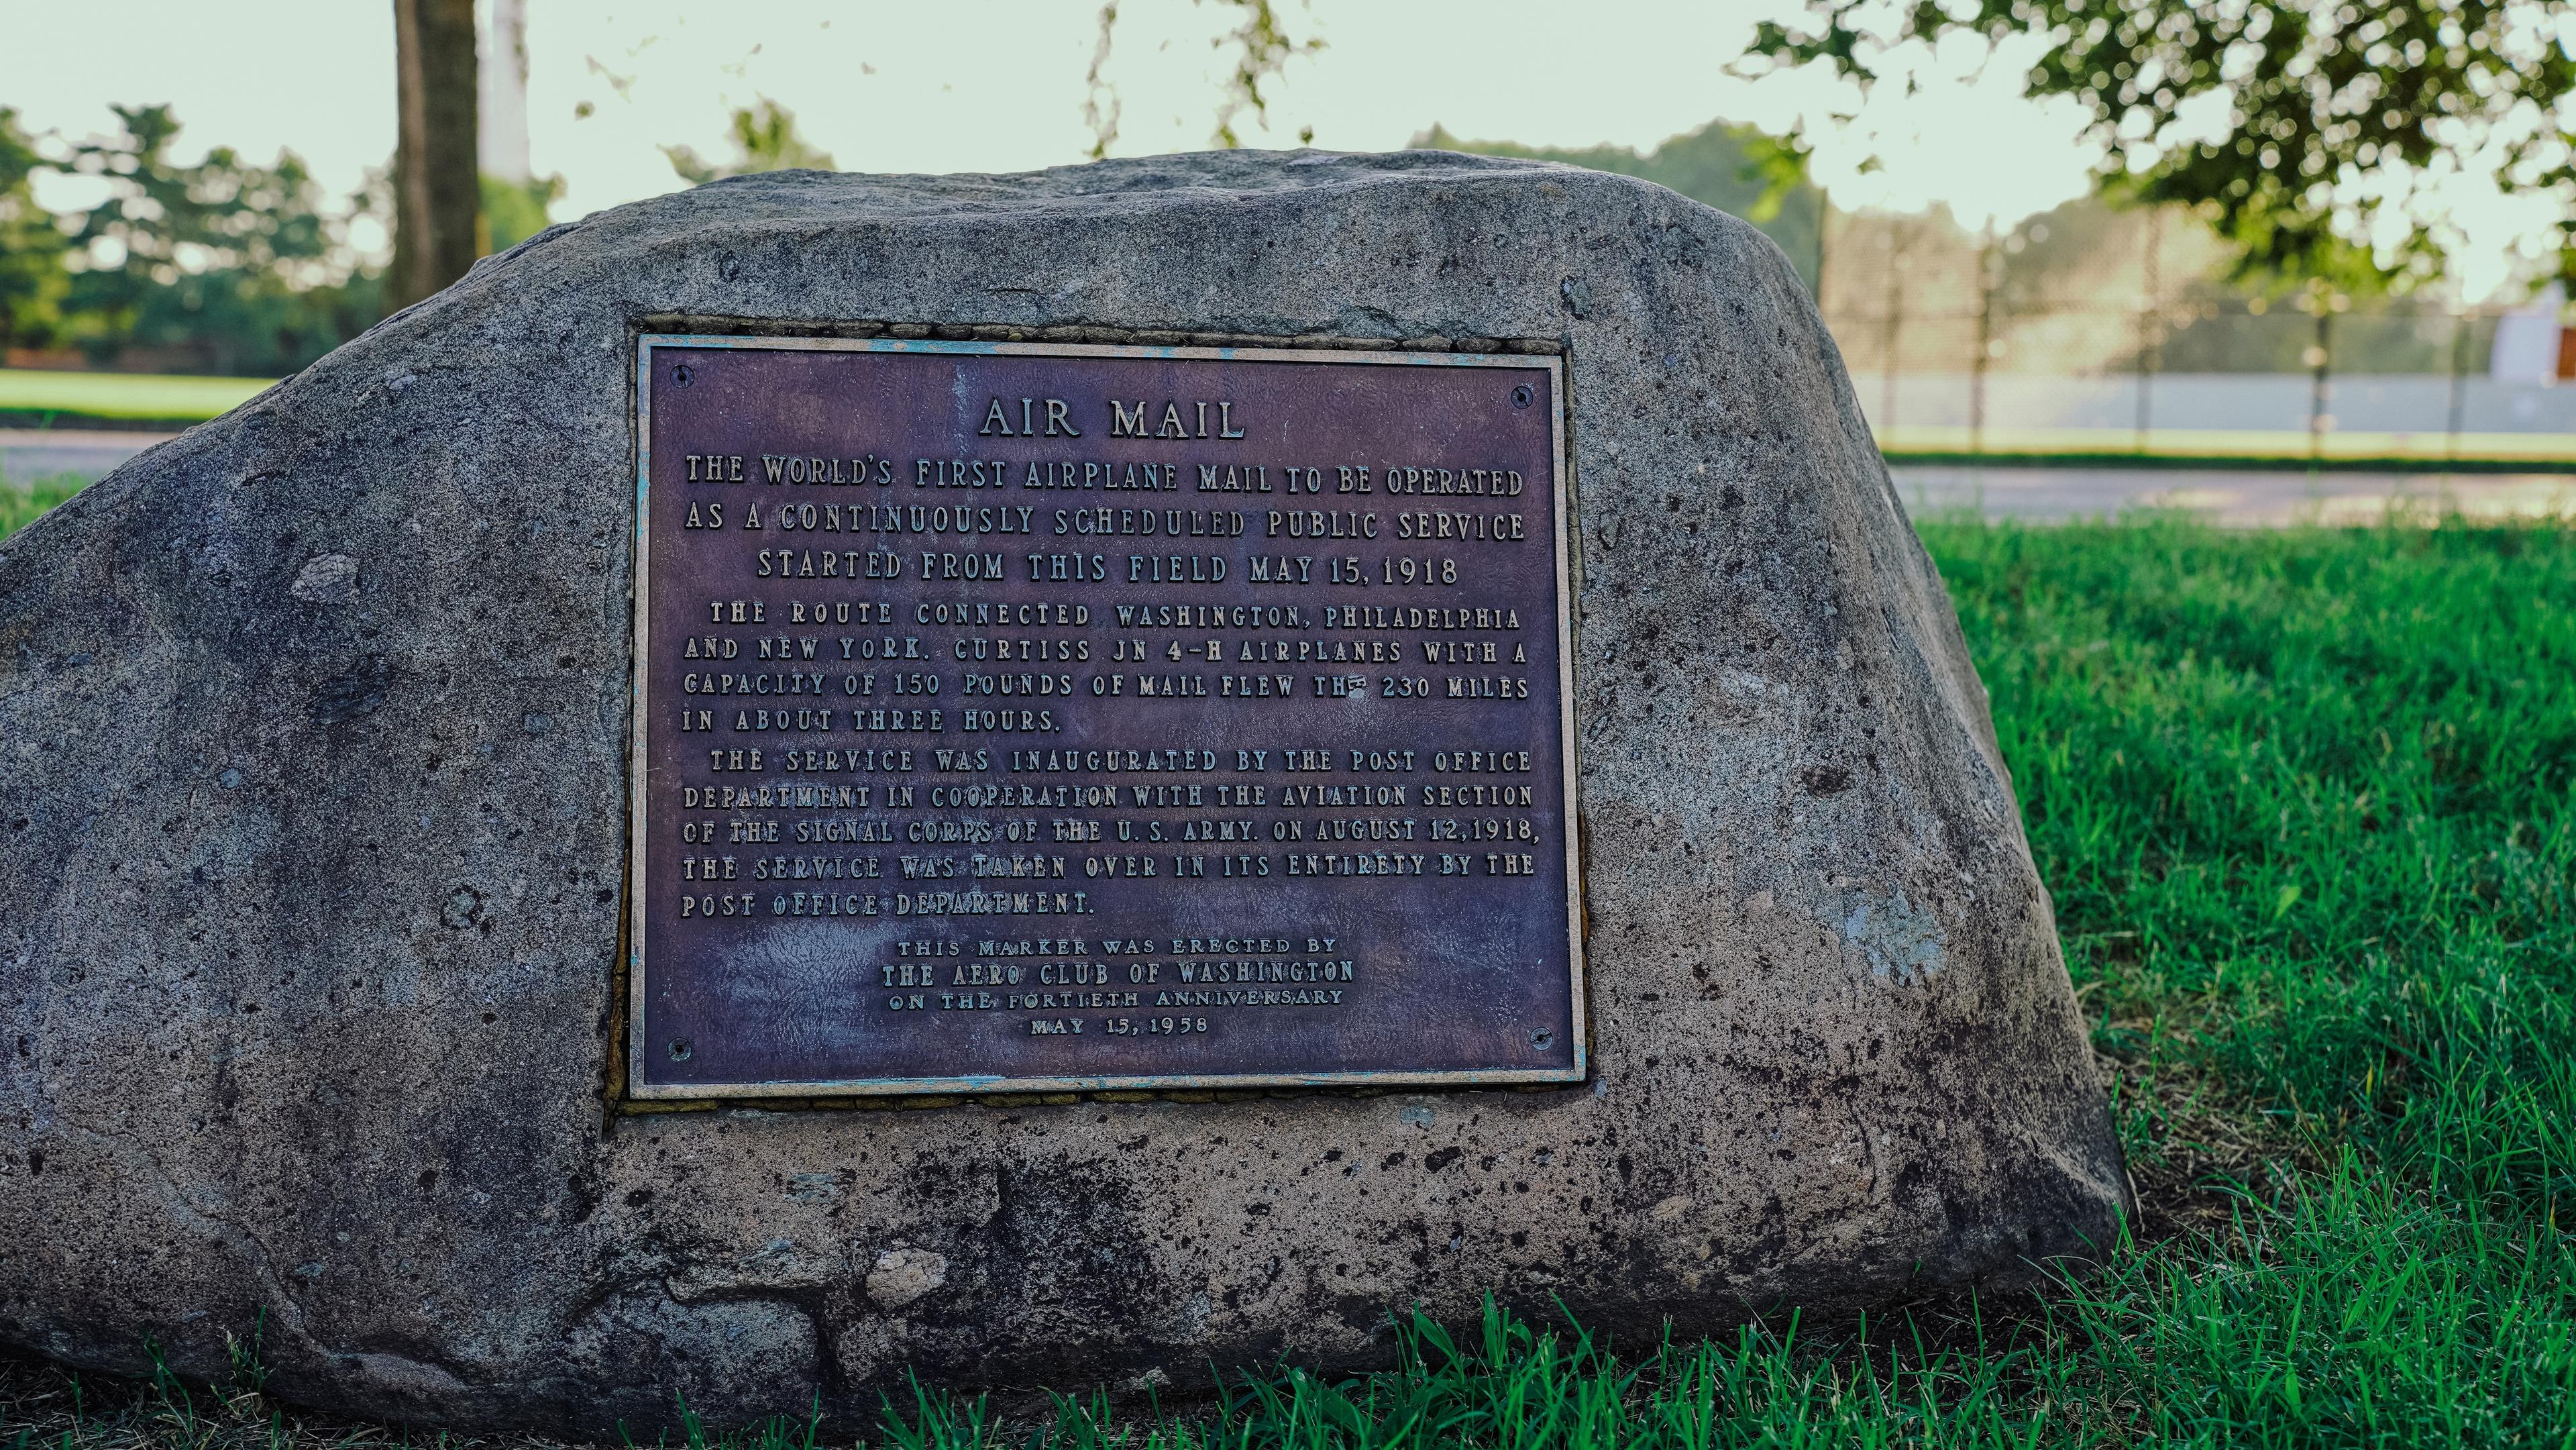 AIR MAIL
THE WORLD'S FIRST AIRPLANE MAIL TO BE OPERATED
AS A CONTINUOUSLY SCHEDULED PUBLIC SERVICE
STARTED FROM THIS FIELD MAY 15, 1918
THE ROUTE CONNECTED WASHINGTON, PHILADELPHIA
AND NEW YORK. CURTISS JN 4-H AIRPLANES WITH A
CAPACITY OF 150 POUNDS OF MAIL FLEW THE 230 MILES
IN ABOUT THREE HOURS.
THE SERVICE WAS INAUGURATED BY THE POST OFFICE
DEPARTMENT IN COOPERATION WITH THE AVIATION SECTION
OF THE SIGNAL CORPS OF THE U.S. ARMY. ON AUGUST 12, 1918,
THE SERVICE WAS TAKEN OVER IN ITS ENTIRETY BY THE
POST OFFICE DEPARTMENT.
THIS MARKER WAS ERECTED BY
THE AERO CLUB OF WASHINGTON
ON THE FORTIETH ANNIVERSARY
MAY 15, 1958